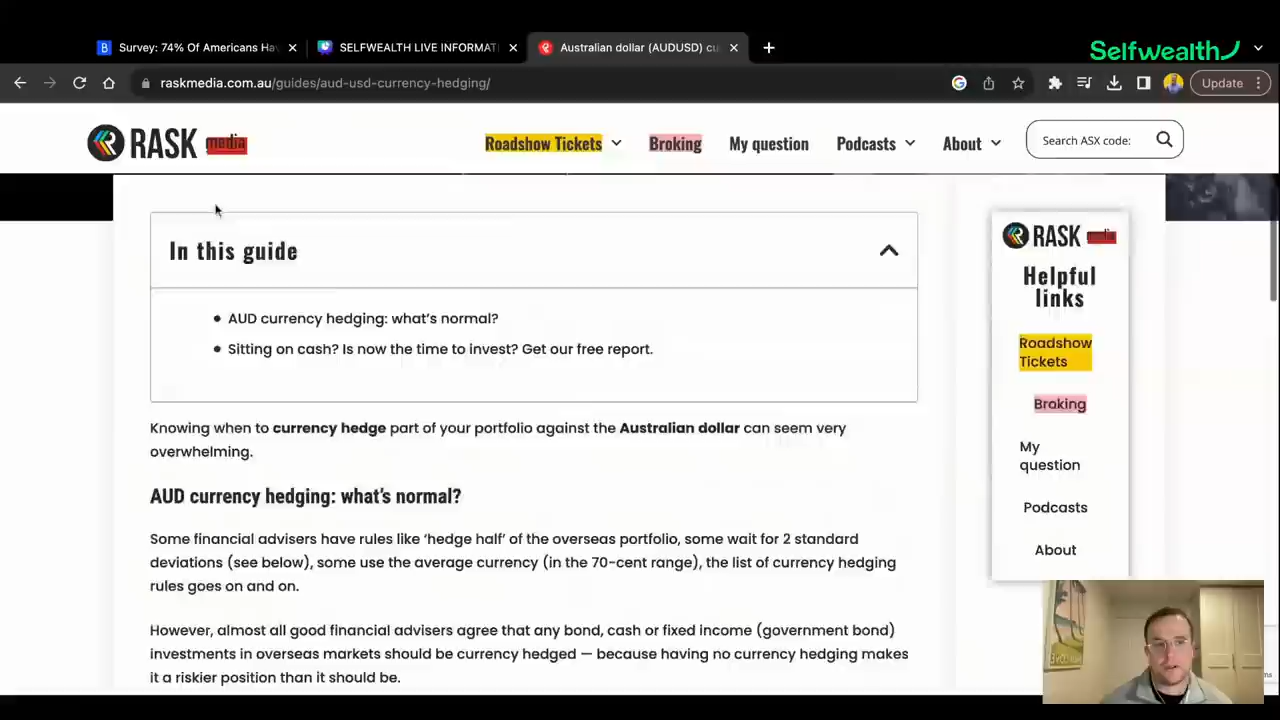 Survey: 74% Of Americans Hav
SELFWEALTH LIVE INFORMAT
Australian dollar (AUDUSD) cu
Selfwealth
raskmedia.com.au/guides/aud-usd-currency-hedging/
Update
RASK media
Roadshow Tickets
Broking
My question
Podcasts
About
Search ASX code:
In this guide
AUD currency hedging: what's normal?
Sitting on cash? Is now the time to invest? Get our free report.
Knowing when to currency hedge part of your portfolio against the Australian dollar can seem very
overwhelming.
AUD currency hedging: what's normal?
Some financial advisers have rules like ‘hedge half’ of the overseas portfolio, some wait for 2 standard
deviations (see below), some use the average currency (in the 70-cent range), the list of currency hedging
rules goes on and on.
However, almost all good financial advisers agree that any bond, cash or fixed income (government bond)
investments in overseas markets should be currency hedged — because having no currency hedging makes
it a riskier position than it should be.
RASK media
Helpful
links
Roadshow
Tickets
Broking
My
question
Podcasts
About